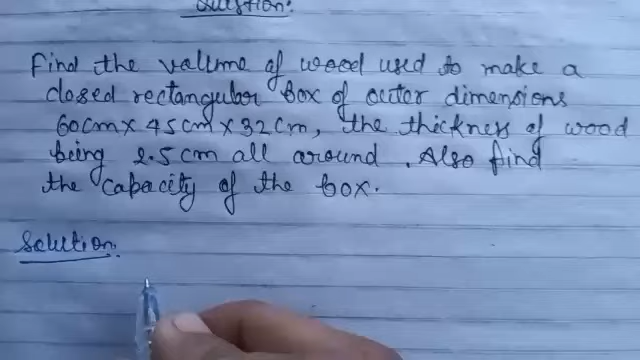 Question:
Find the volume of wood used to make a
closed rectangular box of outer dimensions
60cm × 45cm × 32cm, the thickness of wood
being 2.5cm all around. Also find
the capacity of the box.
Solution.